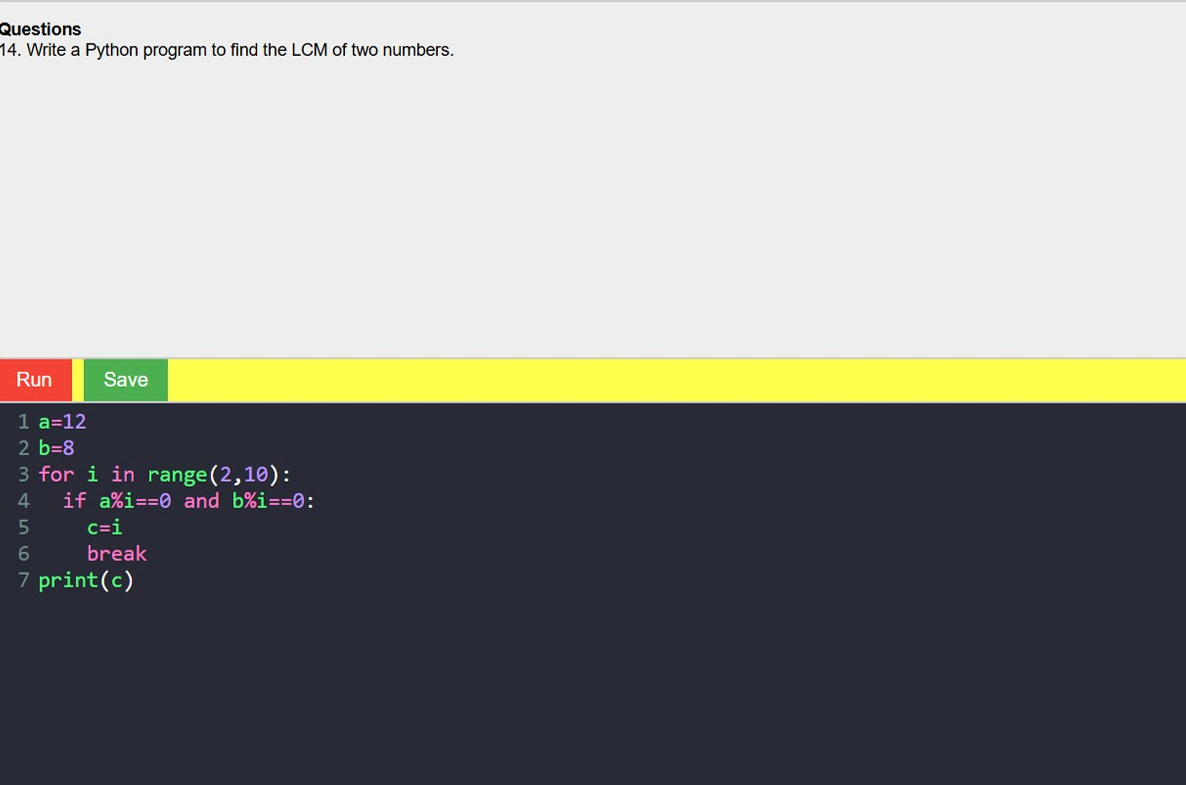 Questions
14. Write a Python program to find the LCM of two numbers.
Run Save
1 a=12
2 b=8
3 for i in range(2,10):
4   if a%i==0 and b%i==0:
5     c=i
6     break
7 print(c)